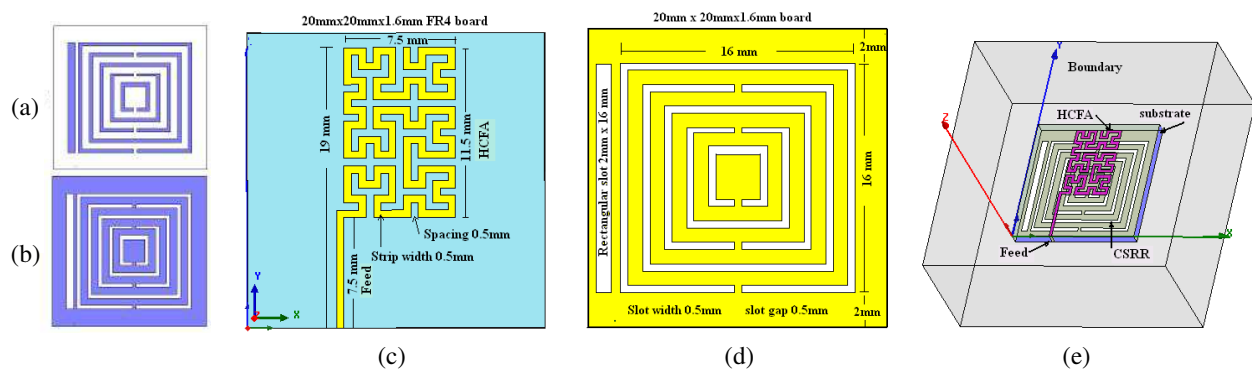 (a)
(b)
20mmx20mmx1.6mm FR4 board
7.5 mm
19 mm
11.5 mm
HCFA
Spacing 0.5mm
Strip width 0.5mm
7.5 mm
Feed
Y
Z
X
(c)
20mm x 20mmx1.6mm board
2mm
16 mm
Rectangular slot 2mm x 16 mm
16 mm
Slot width 0.5mm
slot gap 0.5mm
2mm
(d)
Y
Boundary
Z
HCFA
substrate
X
Feed
CSRR
(e)